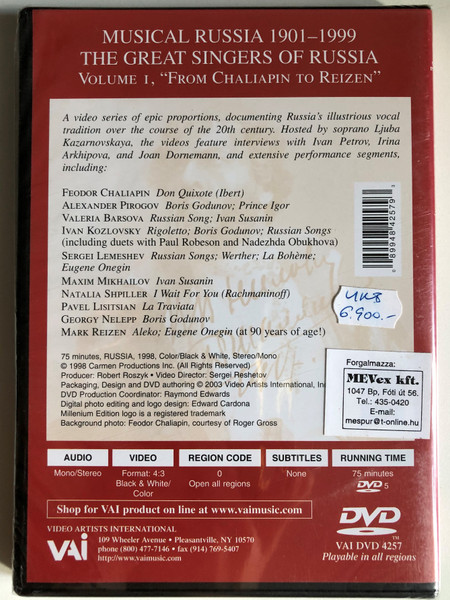 MUSICAL RUSSIA 1901–1999
THE GREAT SINGERS OF RUSSIA
VOLUME 1, “FROM CHALIAPIN TO REIZEN”
A video series of epic proportions, documenting Russia's illustrious vocal
tradition over the course of the 20th century. Hosted by soprano Ljuba
Kazarnovskaya, the videos feature interviews with Ivan Petrov, Irina
Arkhipova, and Joan Dornemann, and extensive performance segments,
including:
FEODOR CHALIAPIN Don Quixote (Ibert)
ALEXANDER PIROGOV Boris Godunov; Prince Igor
VALERIA BARSOVA Russian Song; Ivan Susanin
IVAN KOZLOVSKY Rigoletto; Boris Godunov; Russian Songs
(including duets with Paul Robeson and Nadezhda Obukhova)
SERGEI LEMESHEV Russian Songs; Werther; La Bohème;
Eugene Onegin
MAXIM MIKHAILOV Ivan Susanin
NATALIA SHPILLER I Wait For You (Rachmaninoff)
PAVEL LISITSIAN La Traviata
GEORGY NELEPP Boris Godunov
MARK REIZEN Aleko; Eugene Onegin (at 90 years of age!)
0 89948 42579 3
6.900.-
75 minutes, RUSSIA, 1998, Color/Black & White, Stereo/Mono
© 1998 Carmen Productions Inc. (All Rights Reserved)
Producer: Robert Roszyk • Video Director: Sergei Reshetov
Packaging, Design and DVD authoring © 2003 Video Artists International, In
DVD Production Coordinator: Raymond Edwards
Digital photo editing and logo design: Edward Cardona
Millenium Edition logo is a registered trademark
Background photo: Feodor Chaliapin, courtesy of Roger Gross
Forgalmazza:
MEVex kft.
1047 Bp, Fóti út 56.
Tel.: 435-0420
E-mail:
mespur@t-online.hu
AUDIO VIDEO REGION CODE SUBTITLES RUNNING TIME
Mono/Stereo Format: 4:3 0 None 75 minutes
Black & White/ Open all regions DVD 5
Color
Shop for VAI product on line at www.vaimusic.com
VIDEO ARTISTS INTERNATIONAL
VAI
109 Wheeler Avenue • Pleasantville, NY 10570
phone (800) 477-7146 • fax (914) 769-5407
http://www.vaimusic.com
DVD
VIDEO
TM
VAI DVD 4257
Playable in all regions